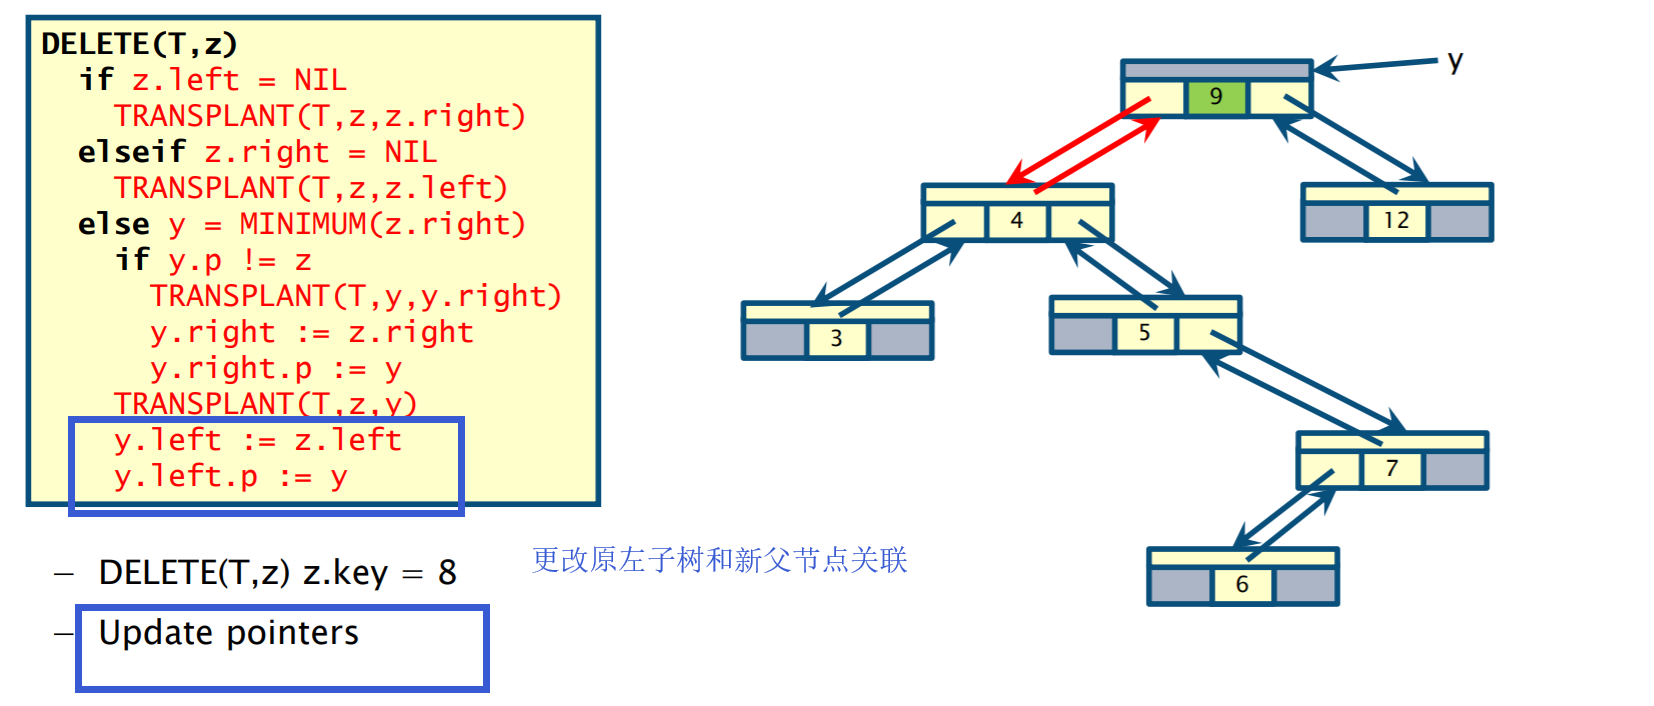 DELETE(T,z)
if z.left = NIL
TRANSPLANT(T,z,z.right)
elseif z.right = NIL
TRANSPLANT(T,z,z.left)
else y = MINIMUM(z.right)
if y.p != z
TRANSPLANT(T,y,y.right)
y.right := z.right
y.right.p := y
TRANSPLANT(T,z,y)
y.left := z.left
y.left.p := y
– DELETE(T,z) z.key = 8
– Update pointers
更改原左子树和新父节点关联
y
9
4
12
3
5
7
6